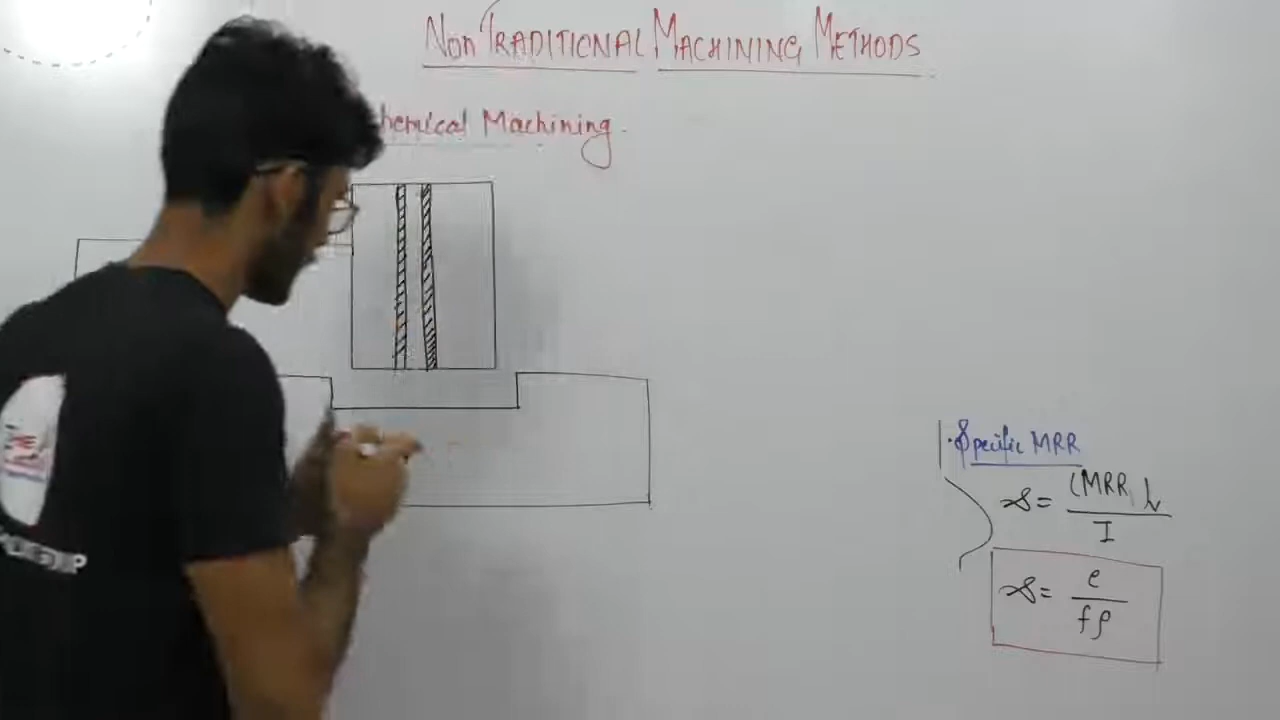 Non TRADITIONAL MACHINING METHODS
hemical Machining.
· Specific MRR
s = (MRR)v
I
s = e
fρ